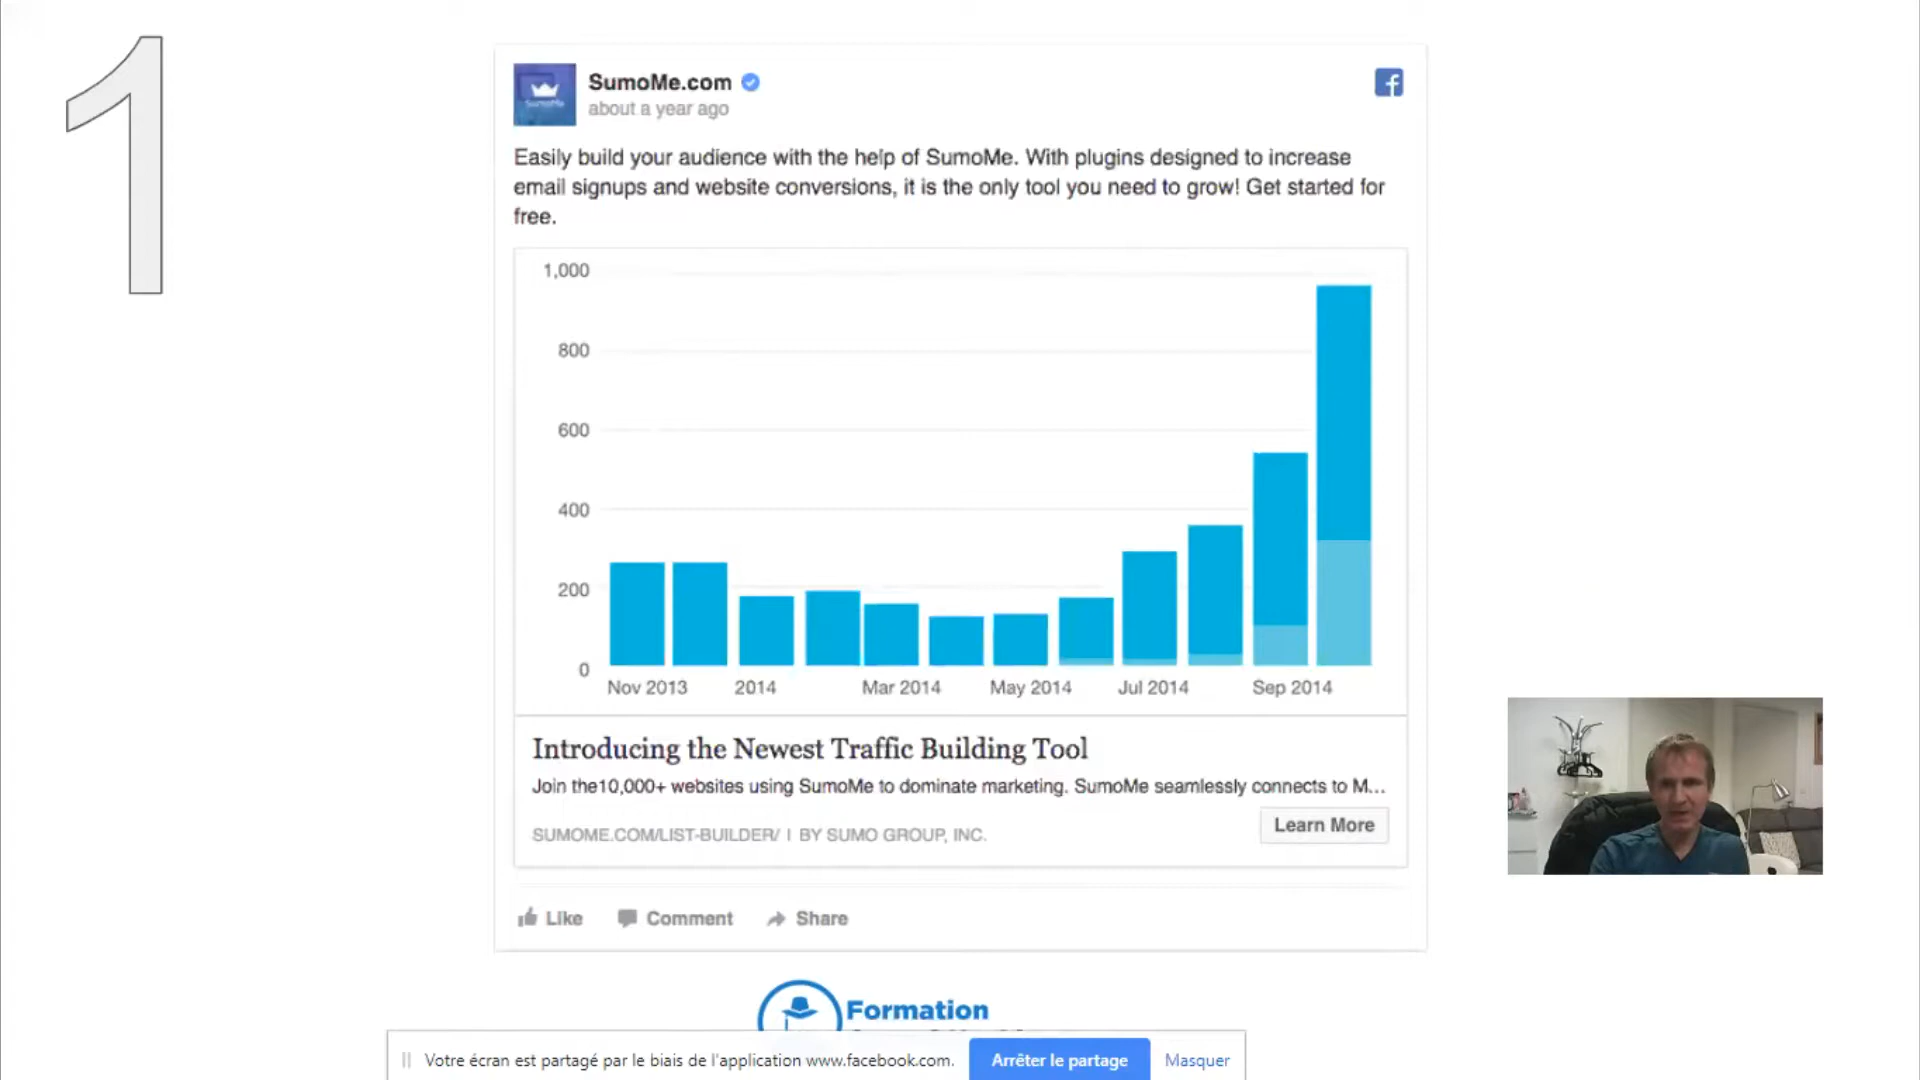 1
SumoMe.com
about a year ago
Easily build your audience with the help of SumoMe. With plugins designed to increase
email signups and website conversions, it is the only tool you need to grow! Get started for
free.
1,000
800
600
400
200
0
Nov 2013 2014 Mar 2014 May 2014 Jul 2014 Sep 2014
Introducing the Newest Traffic Building Tool
Join the10,000+ websites using SumoMe to dominate marketing. SumoMe seamlessly connects to M...
SUMOME.COM/LIST-BUILDER/ | BY SUMO GROUP, INC.
Learn More
Like Comment Share
Formation
Votre écran est partagé par le biais de l'application www.facebook.com. Arrêter le partage Masquer